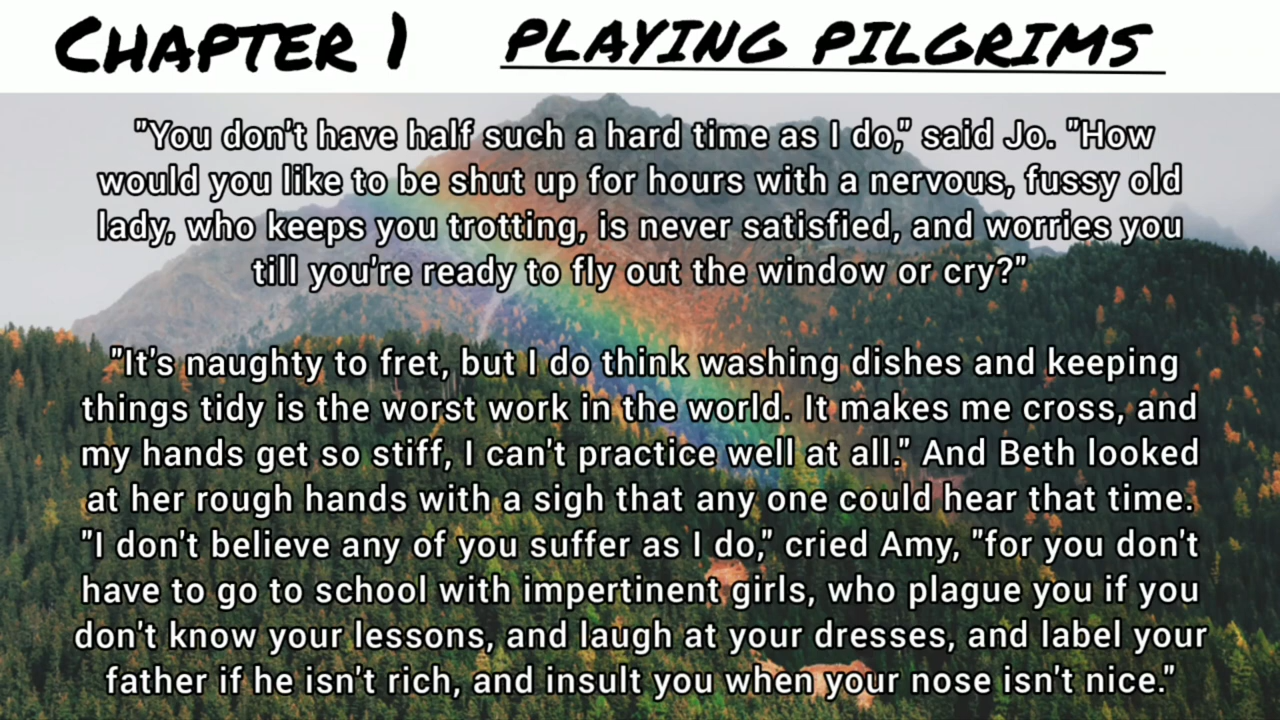 CHAPTER 1 PLAYING PILGRIMS
"You don't have half such a hard time as I do," said Jo. "How
would you like to be shut up for hours with a nervous, fussy old
lady, who keeps you trotting, is never satisfied, and worries you
till you're ready to fly out the window or cry?"
"It's naughty to fret, but I do think washing dishes and keeping
things tidy is the worst work in the world. It makes me cross, and
my hands get so stiff, I can't practice well at all." And Beth looked
at her rough hands with a sigh that any one could hear that time.
"I don't believe any of you suffer as I do," cried Amy, "for you don't
have to go to school with impertinent girls, who plague you if you
don't know your lessons, and laugh at your dresses, and label your
father if he isn't rich, and insult you when your nose isn't nice."